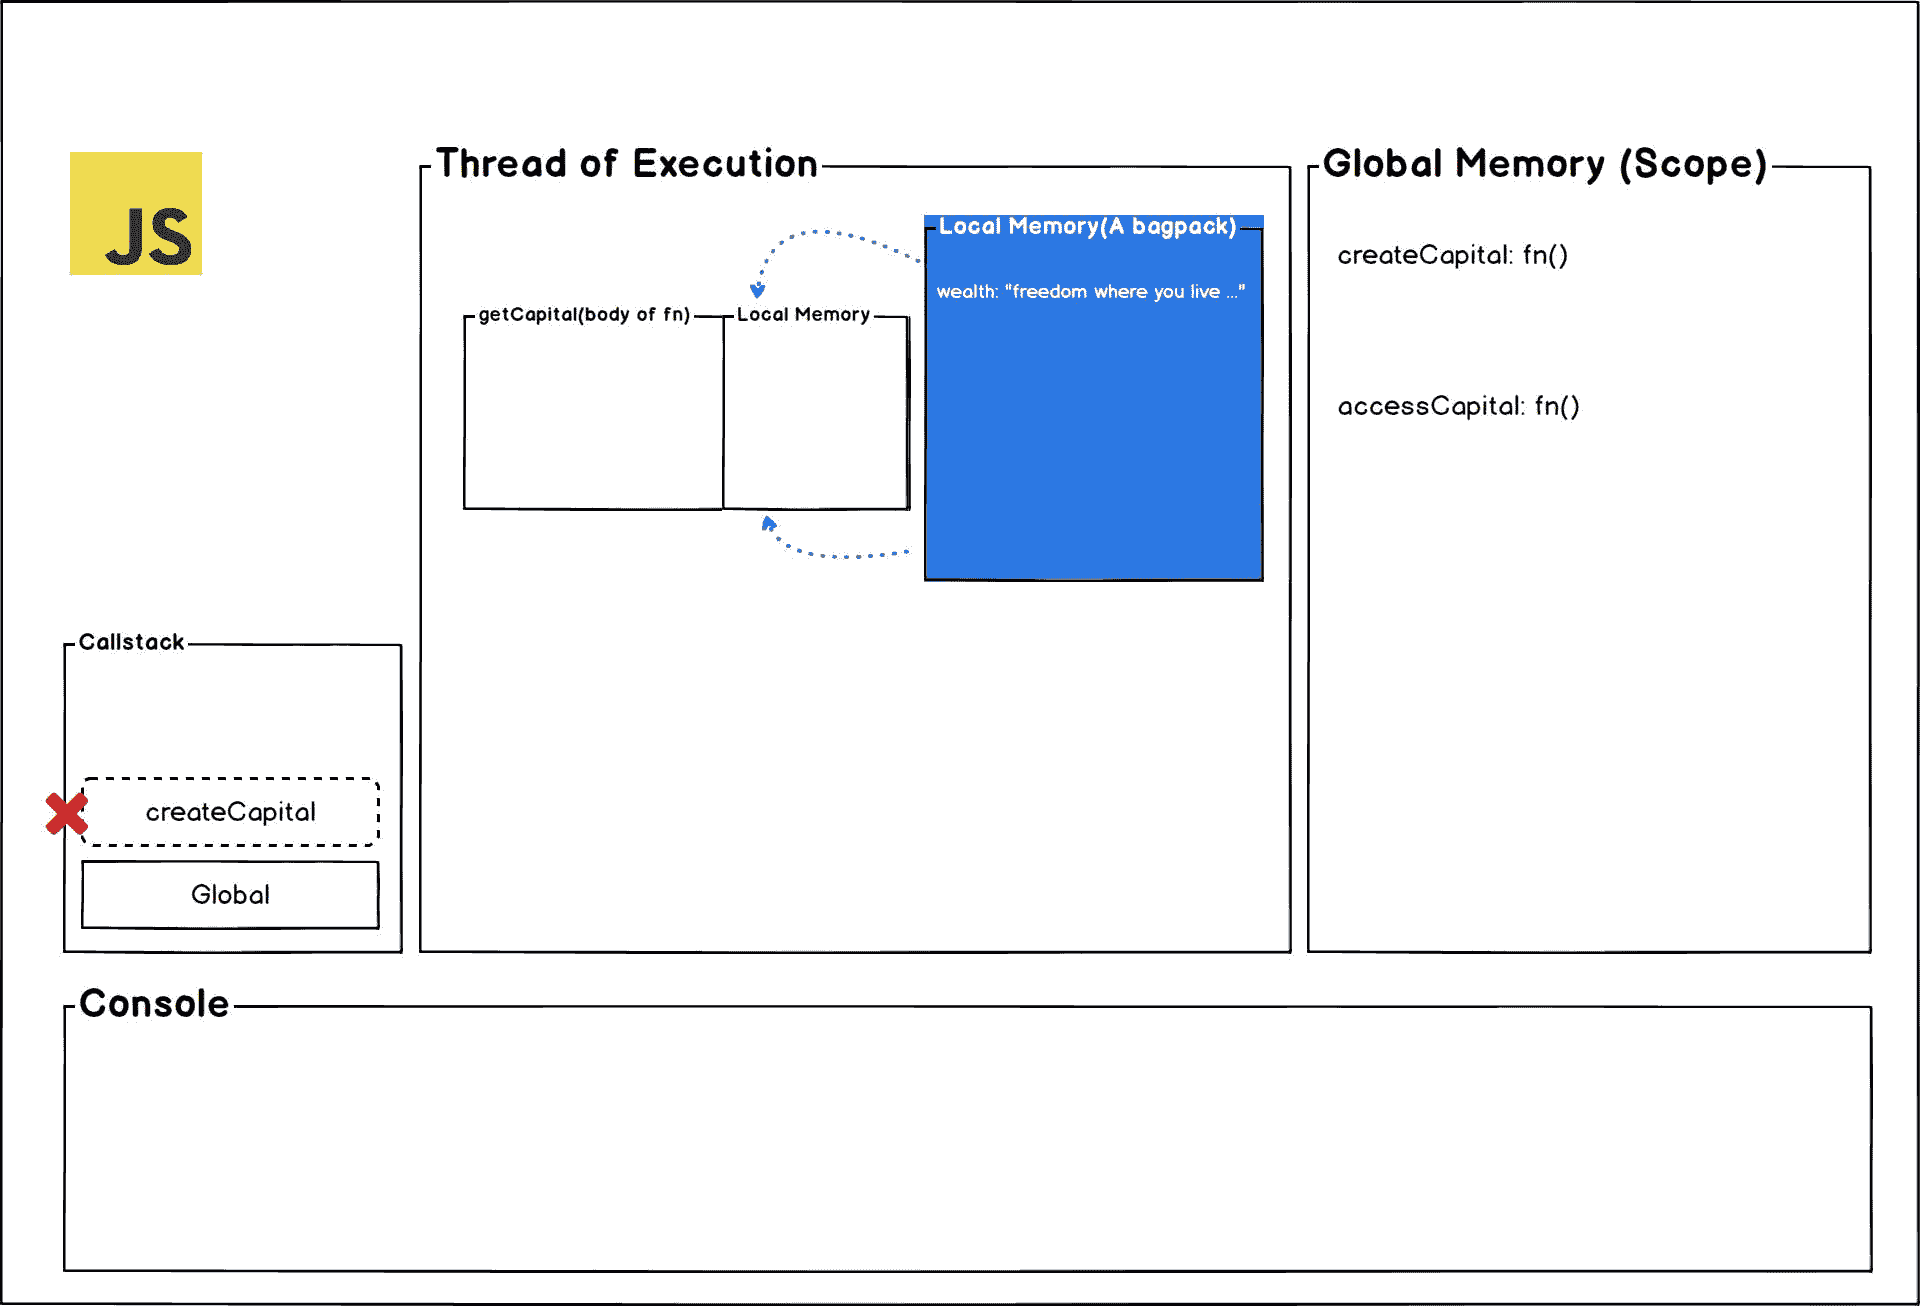 JS
Thread of Execution
Local Memory(A bagpack)
wealth: "freedom where you live ..."
getCapital(body of fn)
Local Memory
Global Memory (Scope)
createCapital: fn()
accessCapital: fn()
Callstack
createCapital
Global
Console